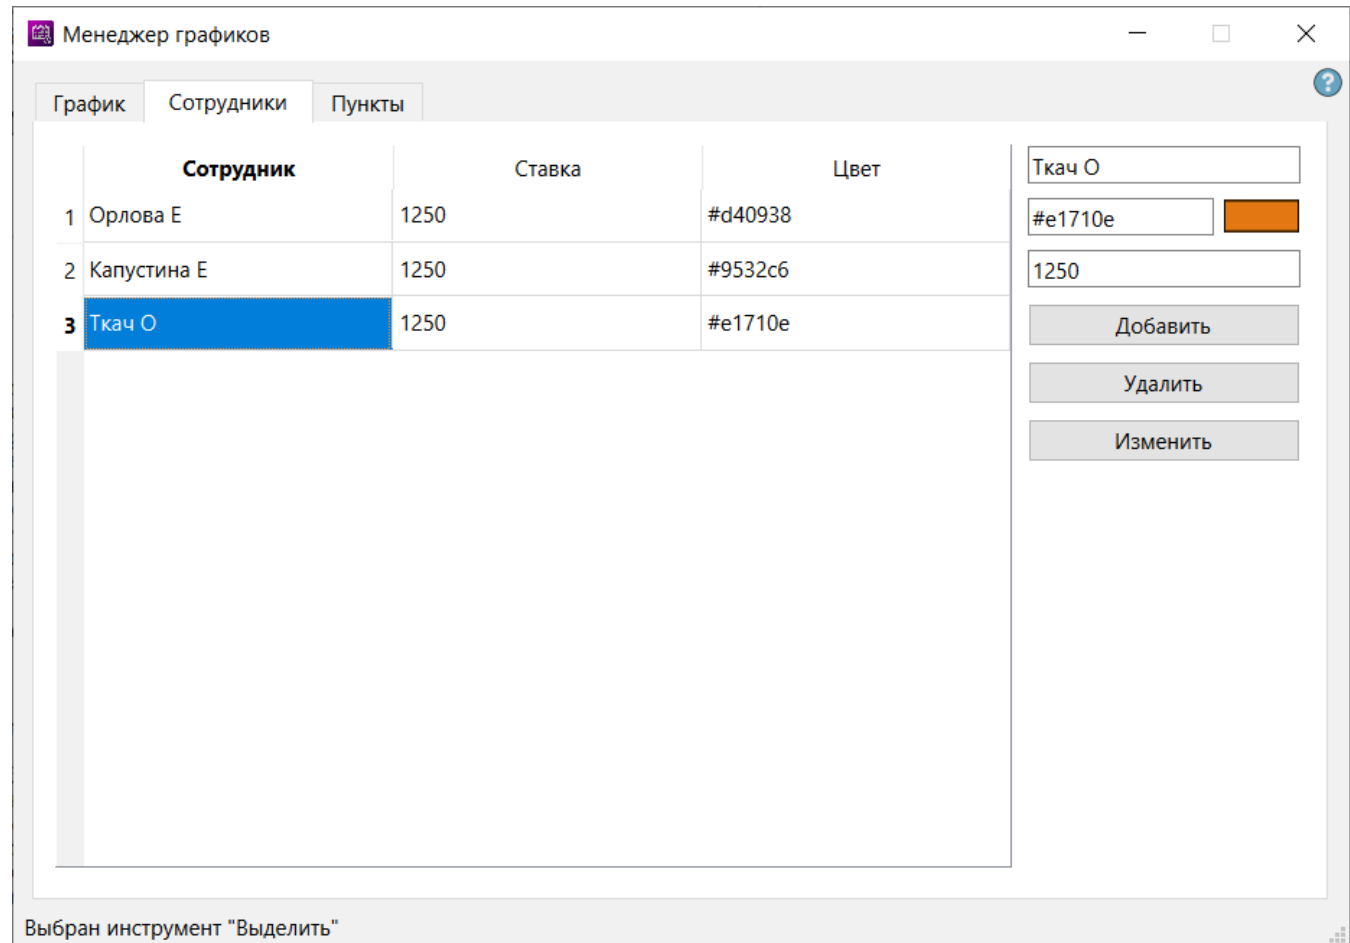 Менеджер графиков
График Сотрудники Пункты
Сотрудник Ставка Цвет
1 Орлова Е 1250 #d40938
2 Капустина Е 1250 #9532c6
3 Ткач О 1250 #e1710e
Ткач О
#e1710e
1250
Добавить
Удалить
Изменить
Выбран инструмент "Выделить"